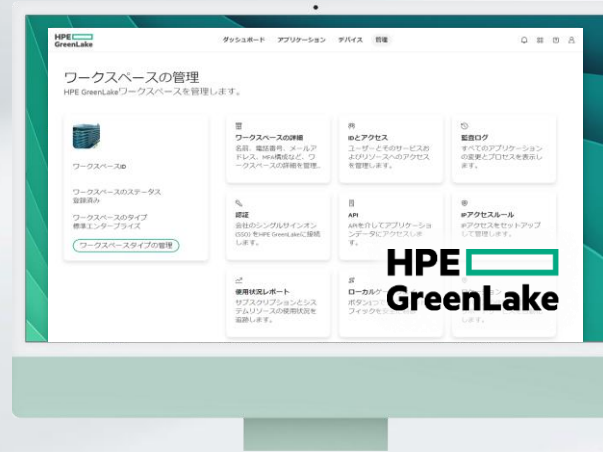 HPE
GreenLake
ダッシュボード アプリケーション デバイス 管理
ワークスペースの管理
HPE GreenLakeワークスペースを管理します。
ワークスペースID
ワークスペースのステータス
登録済み
ワークスペースのタイプ
標準エンタープライズ
ワークスペースタイプの管理
ワークスペースの詳細
名前、電話番号、メールア
ドレス、MFA構成など、ワ
ークスペースの詳細を管理..
IDとアクセス
ユーザーとそのサービスお
よびリソースへのアクセス
を管理します。
監査ログ
すべてのアプリケーション
の変更とプロセスを表示し
ます。
認証
会社のシングルサインオン
(SSO) をHPE GreenLakeに接続
します。
API
APIを介してアプリケーショ
ンデータにアクセスしま
す。
IPアクセスルール
IPアクセスをセットアップ
して管理します。
使用状況レポート
サブスクリプションとシス
テムリソースの使用状況を
追跡します。
ローカルゲー
ボタン1つで
フィックを
HPE
GreenLake